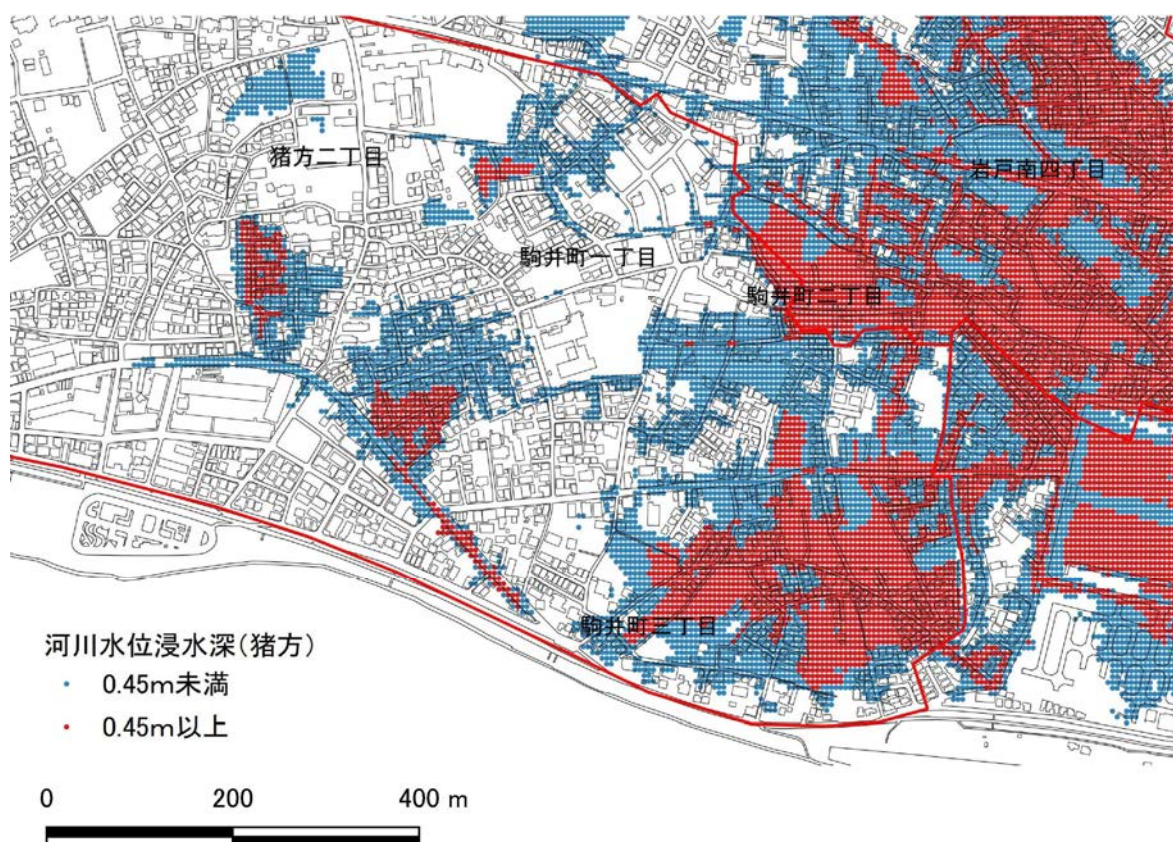 猪方二丁目
岩戸南四丁目
駒井町一丁目
駒井町二丁目
駒井町三丁目
河川水位浸水深(猪方)
0.45m未満
0.45m以上
0 200 400 m